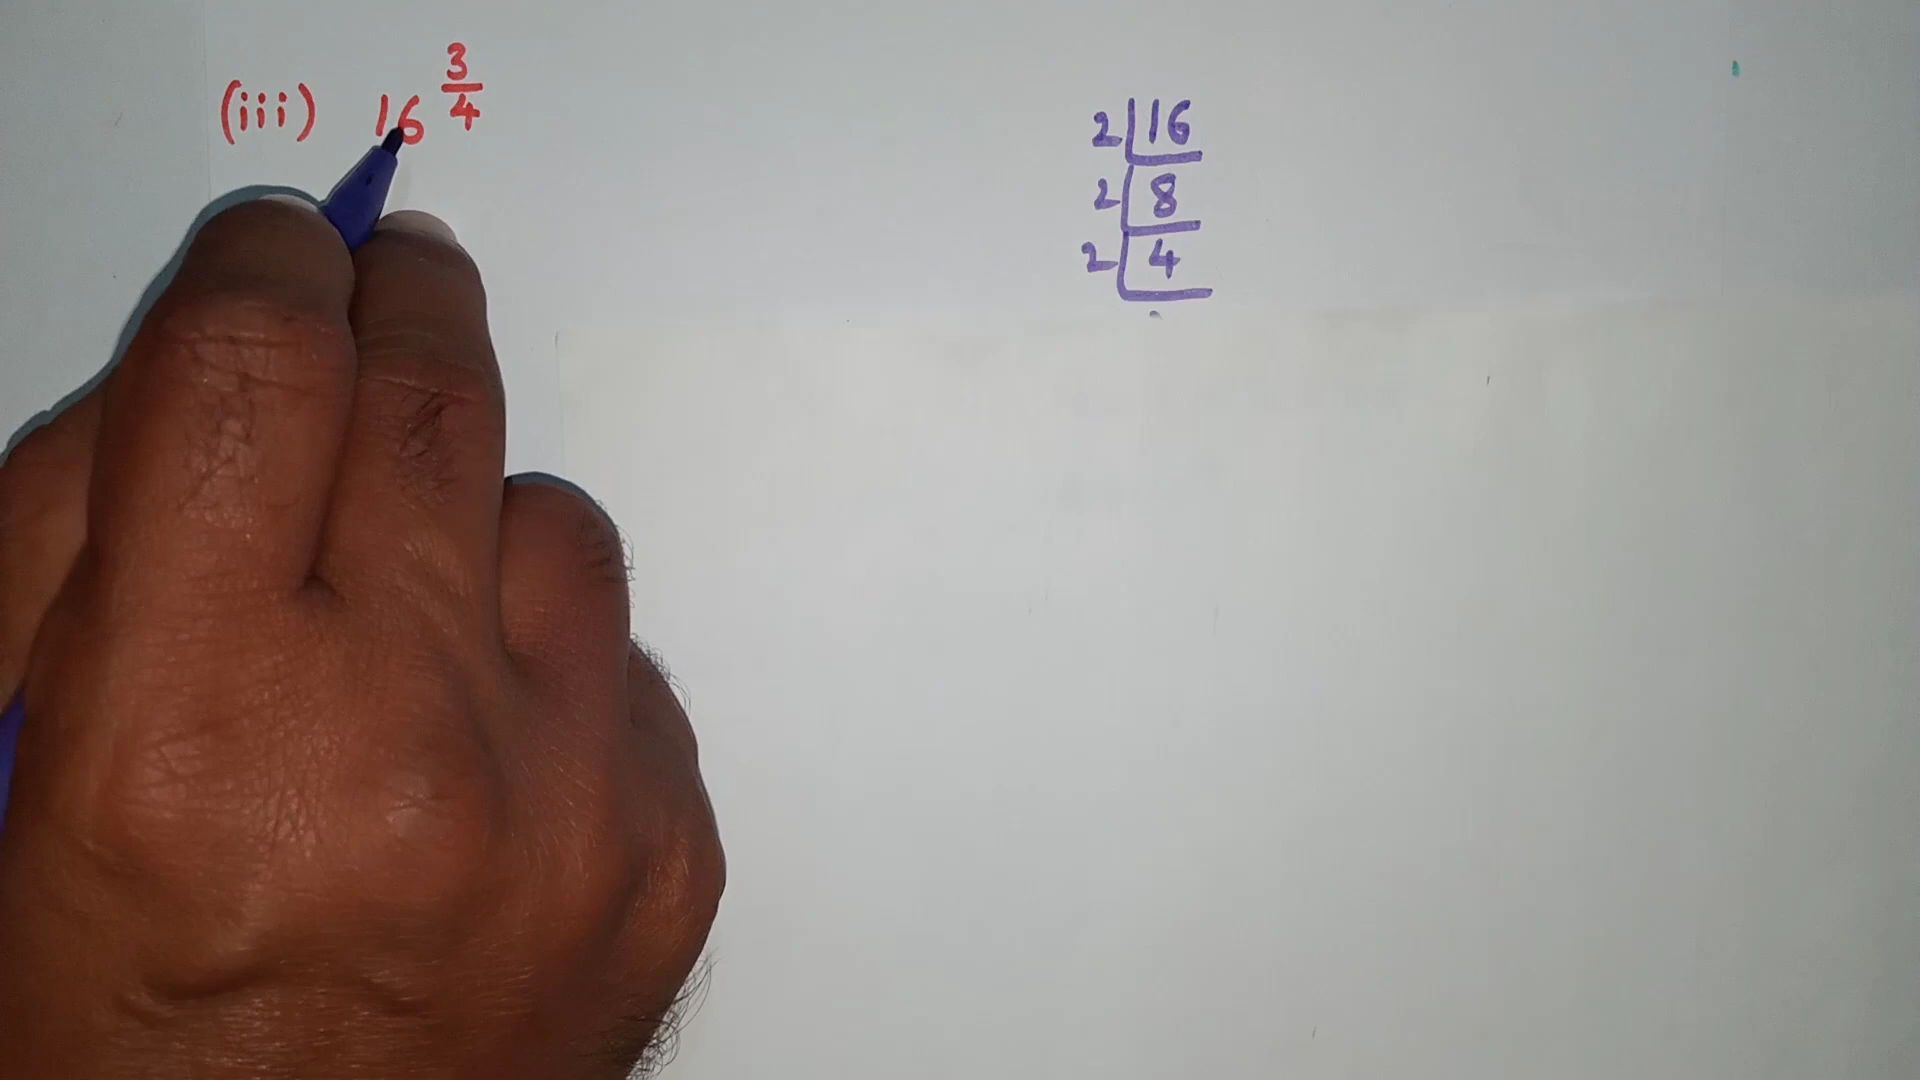 (iii) 16^(3/4)
2 | 16
2 | 8
2 | 4